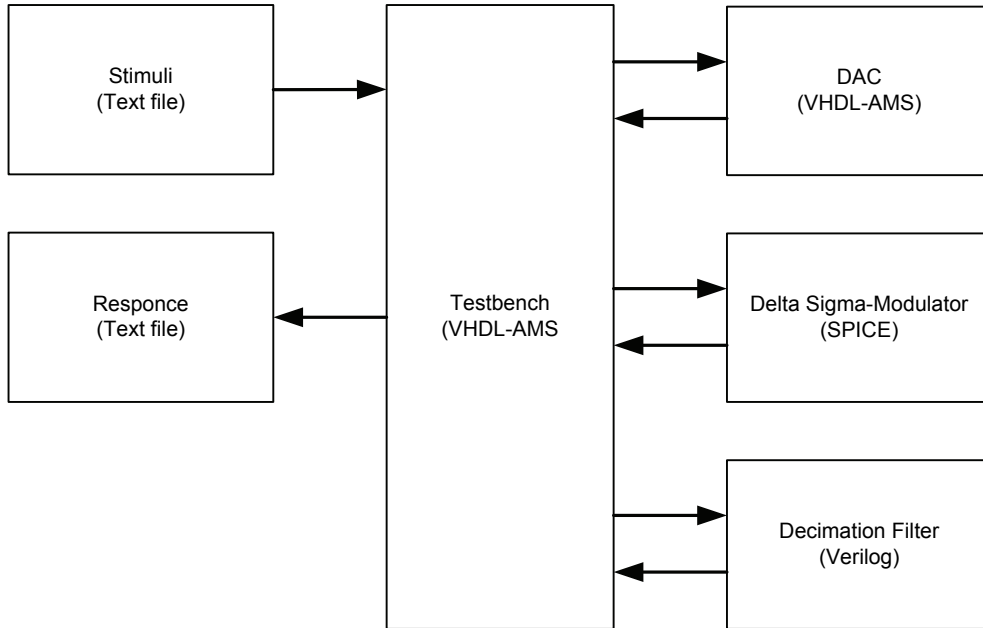 Stimuli
(Text file)
Responce
(Text file)
Testbench
(VHDL-AMS
DAC
(VHDL-AMS)
Delta Sigma-Modulator
(SPICE)
Decimation Filter
(Verilog)